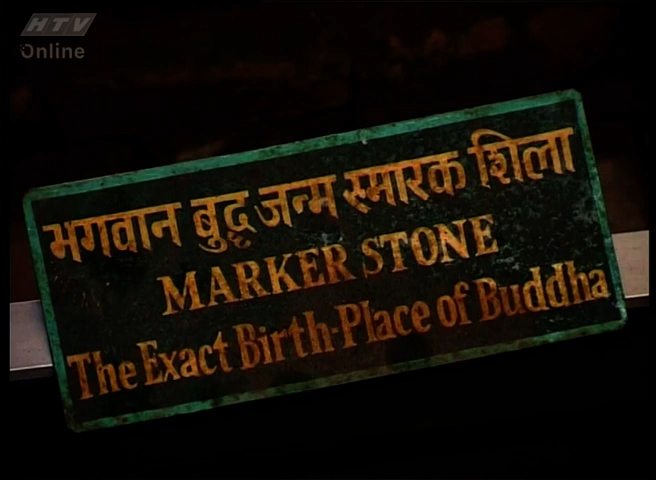 HTV
Online
भगवान बुद्ध जन्म स्मारक शिला
MARKER STONE
The Exact Birth-Place of Buddha